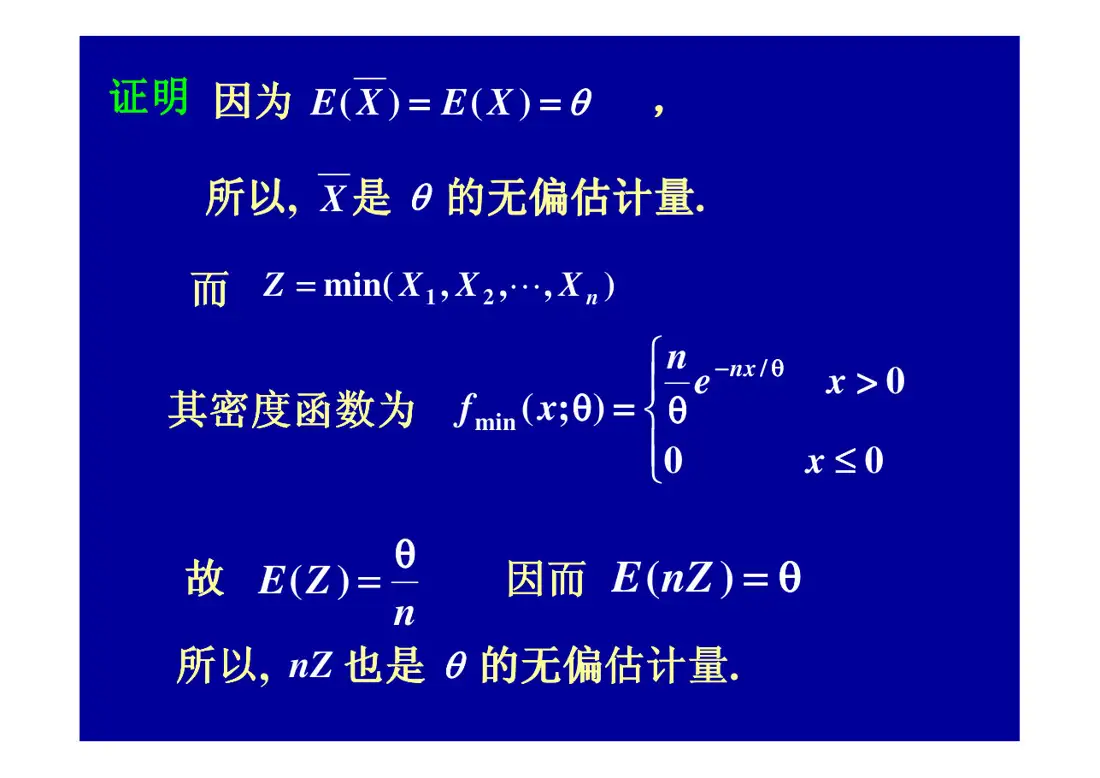 证明 因为 E(X̅) = E(X) = θ ，
所以, X̅ 是 θ 的无偏估计量.
而 Z = min(X₁, X₂, ⋯, Xₙ)
其密度函数为 f_min(x;θ) = { (n/θ) e^(−nx/θ) x > 0
0 x ≤ 0
故 E(Z) = θ/n 因而 E(nZ) = θ
所以, nZ 也是 θ 的无偏估计量.